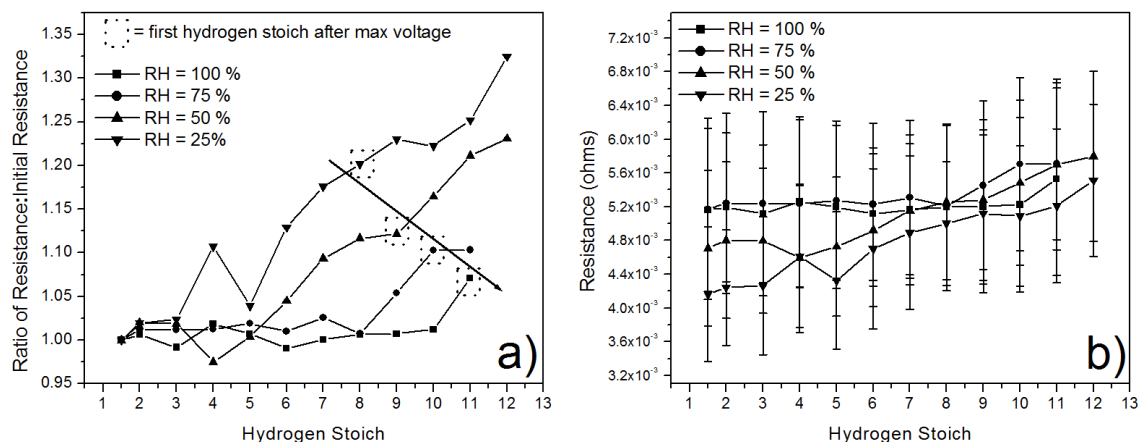 = first hydrogen stoich after max voltage
RH = 100 %
RH = 75 %
RH = 50 %
RH = 25%
Ratio of Resistance:Initial Resistance
1.35
1.30
1.25
1.20
1.15
1.10
1.05
1.00
0.95
a)
1 2 3 4 5 6 7 8 9 10 11 12 13
Hydrogen Stoich
RH = 100 %
RH = 75 %
RH = 50 %
RH = 25 %
Resistance (ohms)
7.2x10⁻³
6.8x10⁻³
6.4x10⁻³
6.0x10⁻³
5.6x10⁻³
5.2x10⁻³
4.8x10⁻³
4.4x10⁻³
4.0x10⁻³
3.6x10⁻³
3.2x10⁻³
b)
1 2 3 4 5 6 7 8 9 10 11 12 13
Hydrogen Stoich